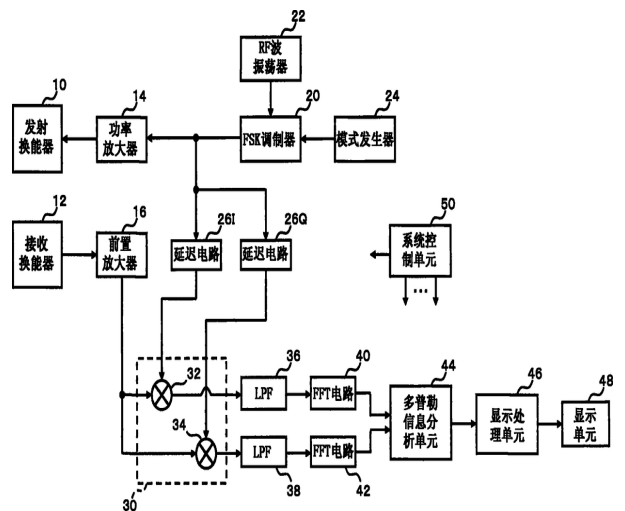 22
RF波
振荡器
10
发射
换能器
14
功率
放大器
20
FSK调制器
24
模式发生器
12
接收
换能器
16
前置
放大器
26I
延迟电路
26Q
延迟电路
50
系统控
制单元
...
32
34
30
36
LPF
40
FFT电路
38
LPF
42
FFT电路
44
多普勒
信息分
析单元
46
显示处
理单元
48
显示
单元